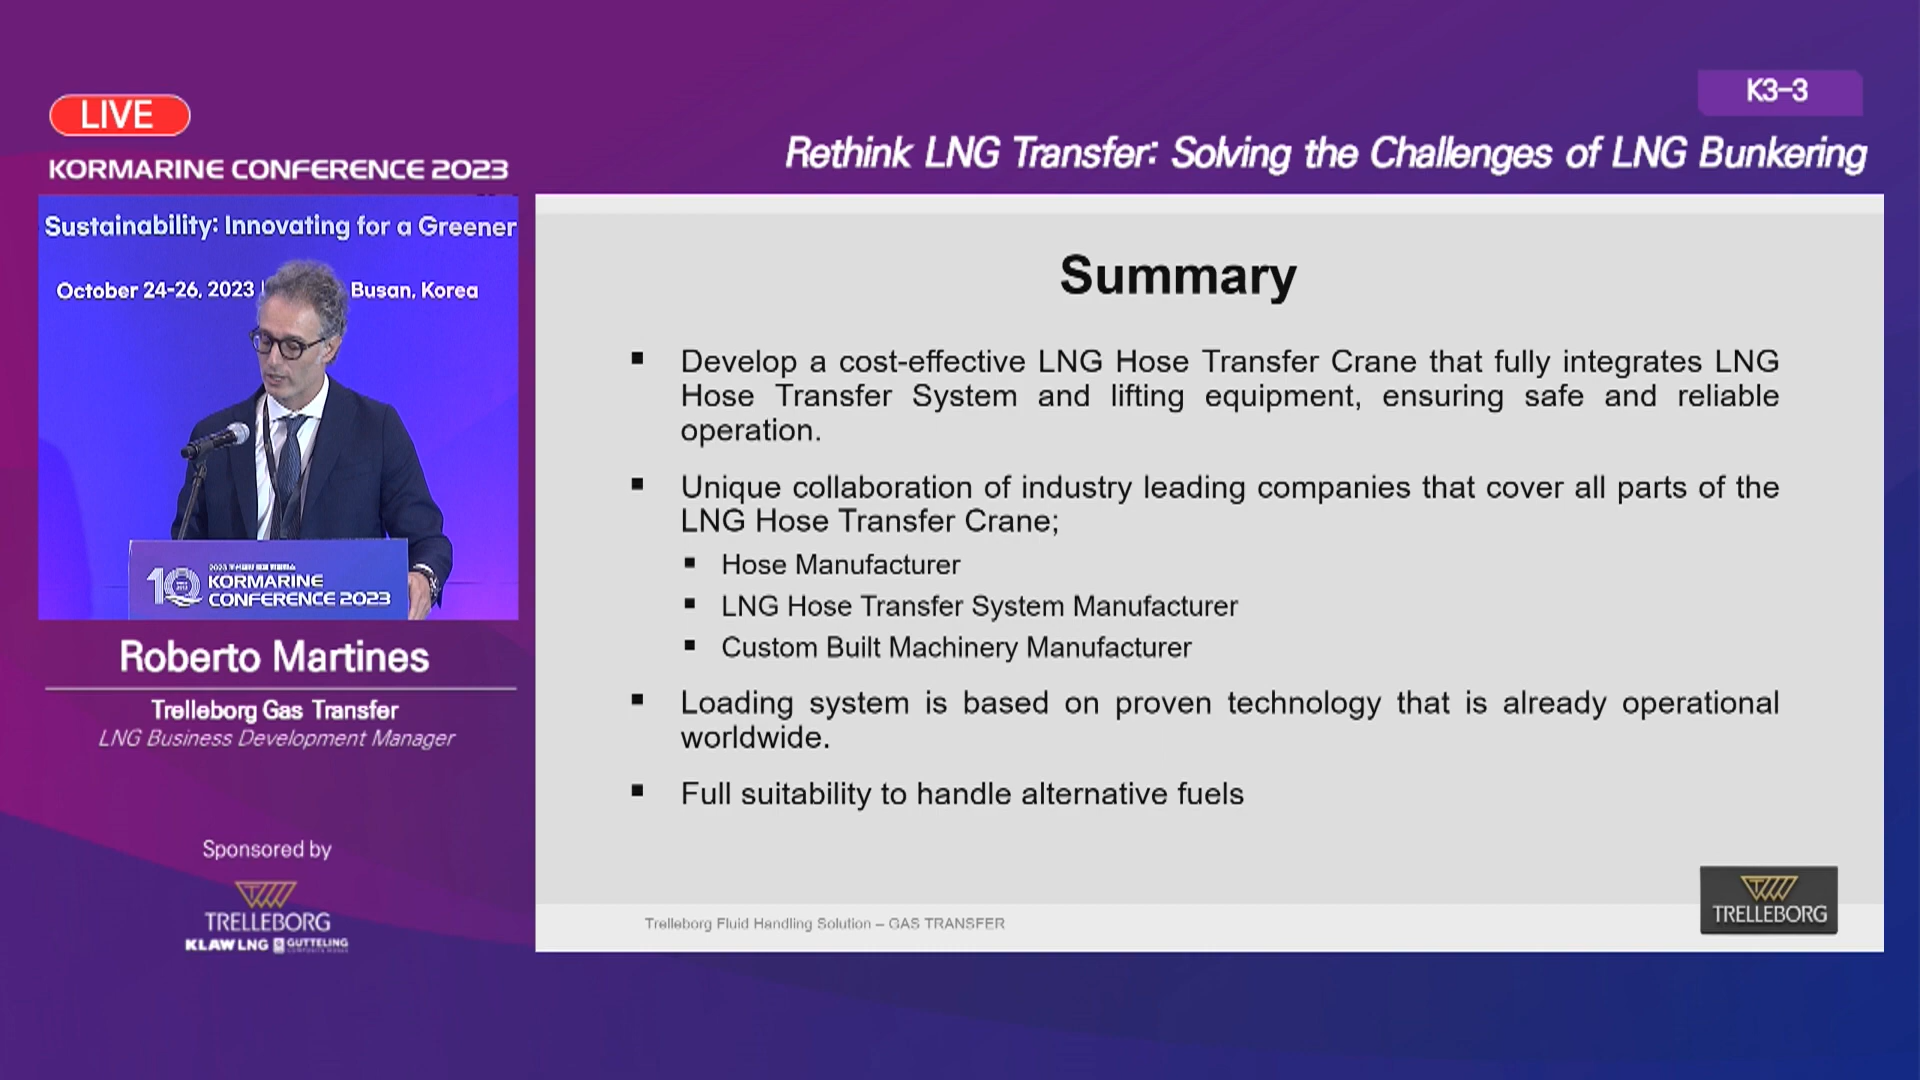 LIVE
KORMARINE CONFERENCE 2023
K3-3
Rethink LNG Transfer: Solving the Challenges of LNG Bunkering
Sustainability: Innovating for a Greener
October 24-26, 2023 | Busan, Korea
10
KORMARINE
CONFERENCE 2023
Roberto Martines
Trelleborg Gas Transfer
LNG Business Development Manager
Sponsored by
TRELLEBORG
KLAW LNG GUTTELING
Summary
▪ Develop a cost-effective LNG Hose Transfer Crane that fully integrates LNG
Hose Transfer System and lifting equipment, ensuring safe and reliable
operation.
▪ Unique collaboration of industry leading companies that cover all parts of the
LNG Hose Transfer Crane;
▪ Hose Manufacturer
▪ LNG Hose Transfer System Manufacturer
▪ Custom Built Machinery Manufacturer
▪ Loading system is based on proven technology that is already operational
worldwide.
▪ Full suitability to handle alternative fuels
Trelleborg Fluid Handling Solution – GAS TRANSFER
TRELLEBORG